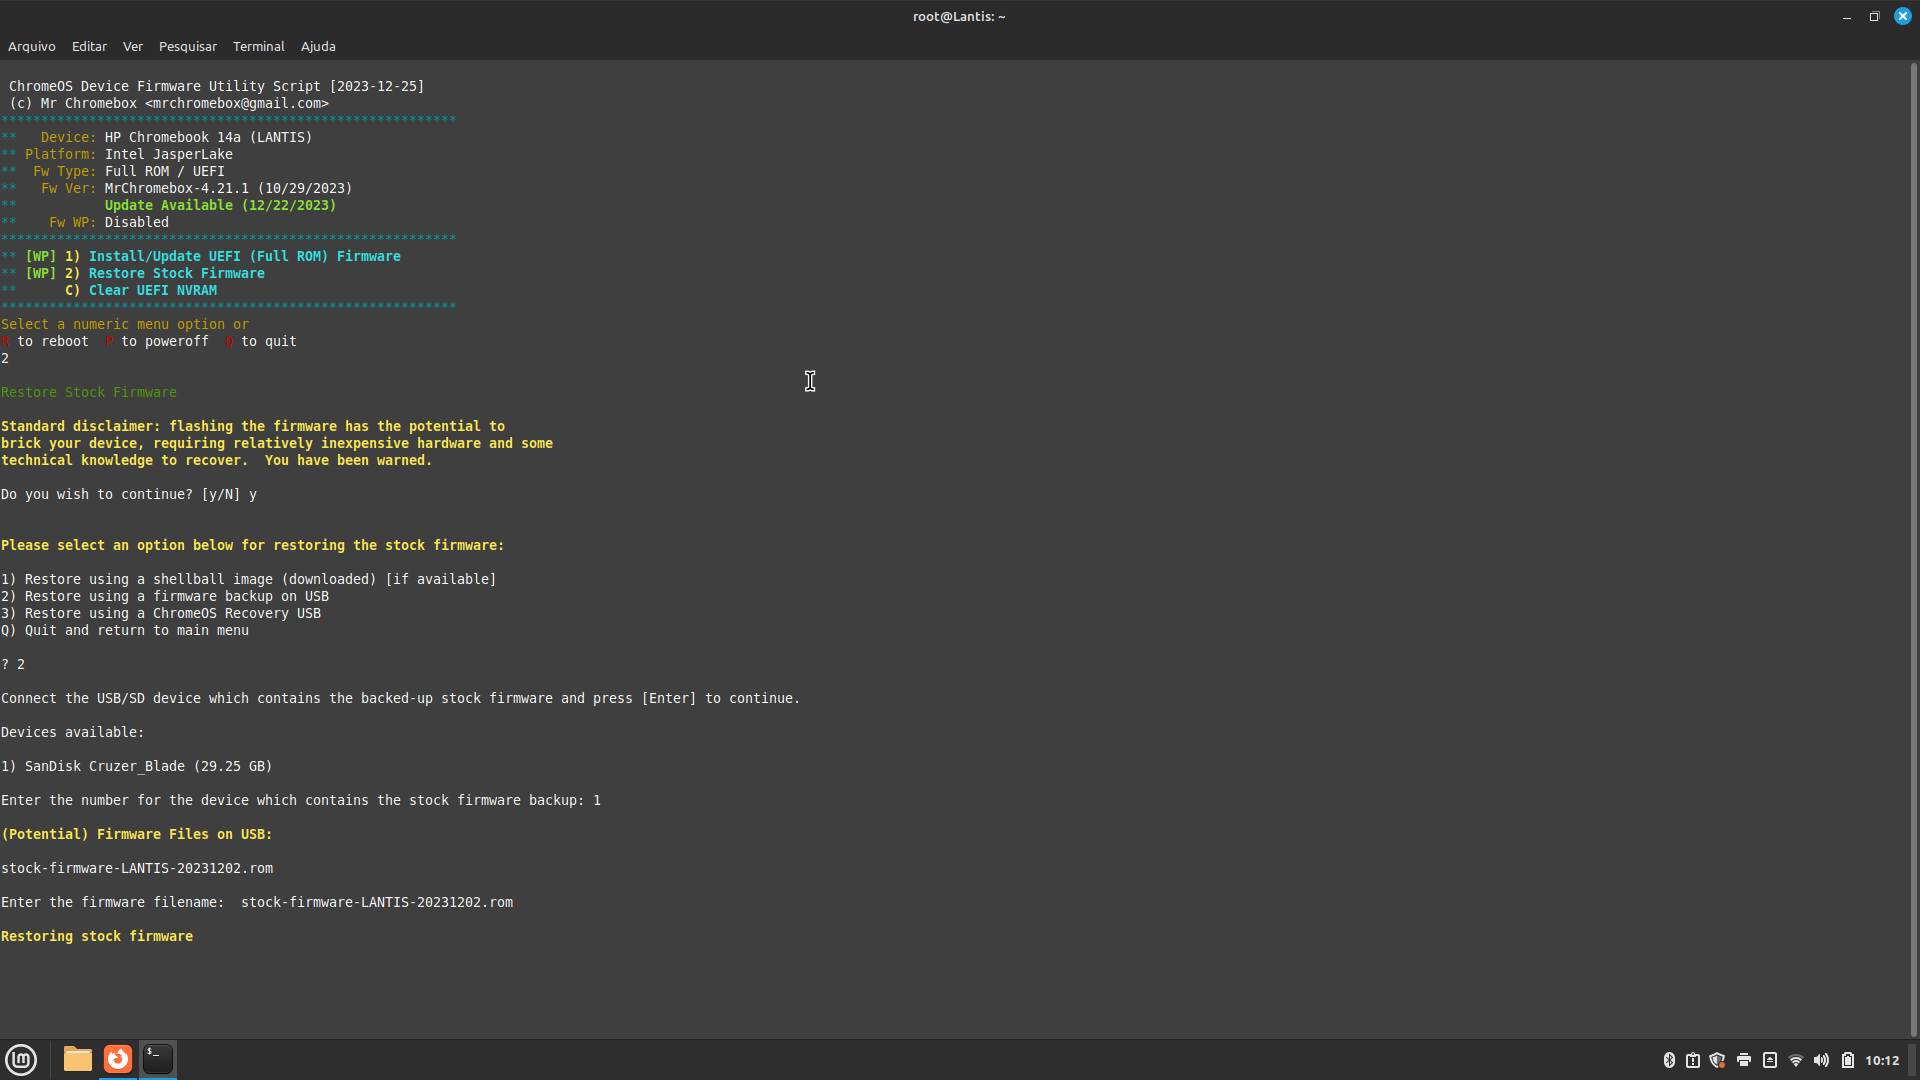 root@Lantis: ~
Arquivo Editar Ver Pesquisar Terminal Ajuda
ChromeOS Device Firmware Utility Script [2023-12-25]
(c) Mr Chromebox <mrchromebox@gmail.com>
*********************************************************
** Device: HP Chromebook 14a (LANTIS)
** Platform: Intel JasperLake
** Fw Type: Full ROM / UEFI
** Fw Ver: MrChromebox-4.21.1 (10/29/2023)
** Update Available (12/22/2023)
** Fw WP: Disabled
*********************************************************
** [WP] 1) Install/Update UEFI (Full ROM) Firmware
** [WP] 2) Restore Stock Firmware
** C) Clear UEFI NVRAM
*********************************************************
Select a numeric menu option or
R to reboot P to poweroff Q to quit
2
Restore Stock Firmware
Standard disclaimer: flashing the firmware has the potential to
brick your device, requiring relatively inexpensive hardware and some
technical knowledge to recover. You have been warned.
Do you wish to continue? [y/N] y
Please select an option below for restoring the stock firmware:
1) Restore using a shellball image (downloaded) [if available]
2) Restore using a firmware backup on USB
3) Restore using a ChromeOS Recovery USB
Q) Quit and return to main menu
? 2
Connect the USB/SD device which contains the backed-up stock firmware and press [Enter] to continue.
Devices available:
1) SanDisk Cruzer_Blade (29.25 GB)
Enter the number for the device which contains the stock firmware backup: 1
(Potential) Firmware Files on USB:
stock-firmware-LANTIS-20231202.rom
Enter the firmware filename: stock-firmware-LANTIS-20231202.rom
Restoring stock firmware
$_
10:12